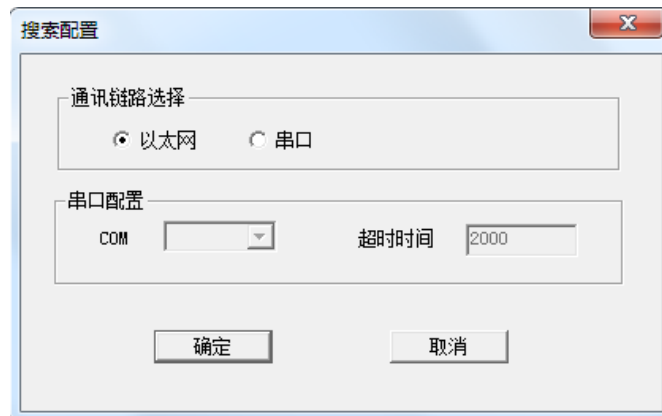 搜索配置
通讯链路选择
以太网 串口
串口配置
COM 超时时间 2000
确定 取消